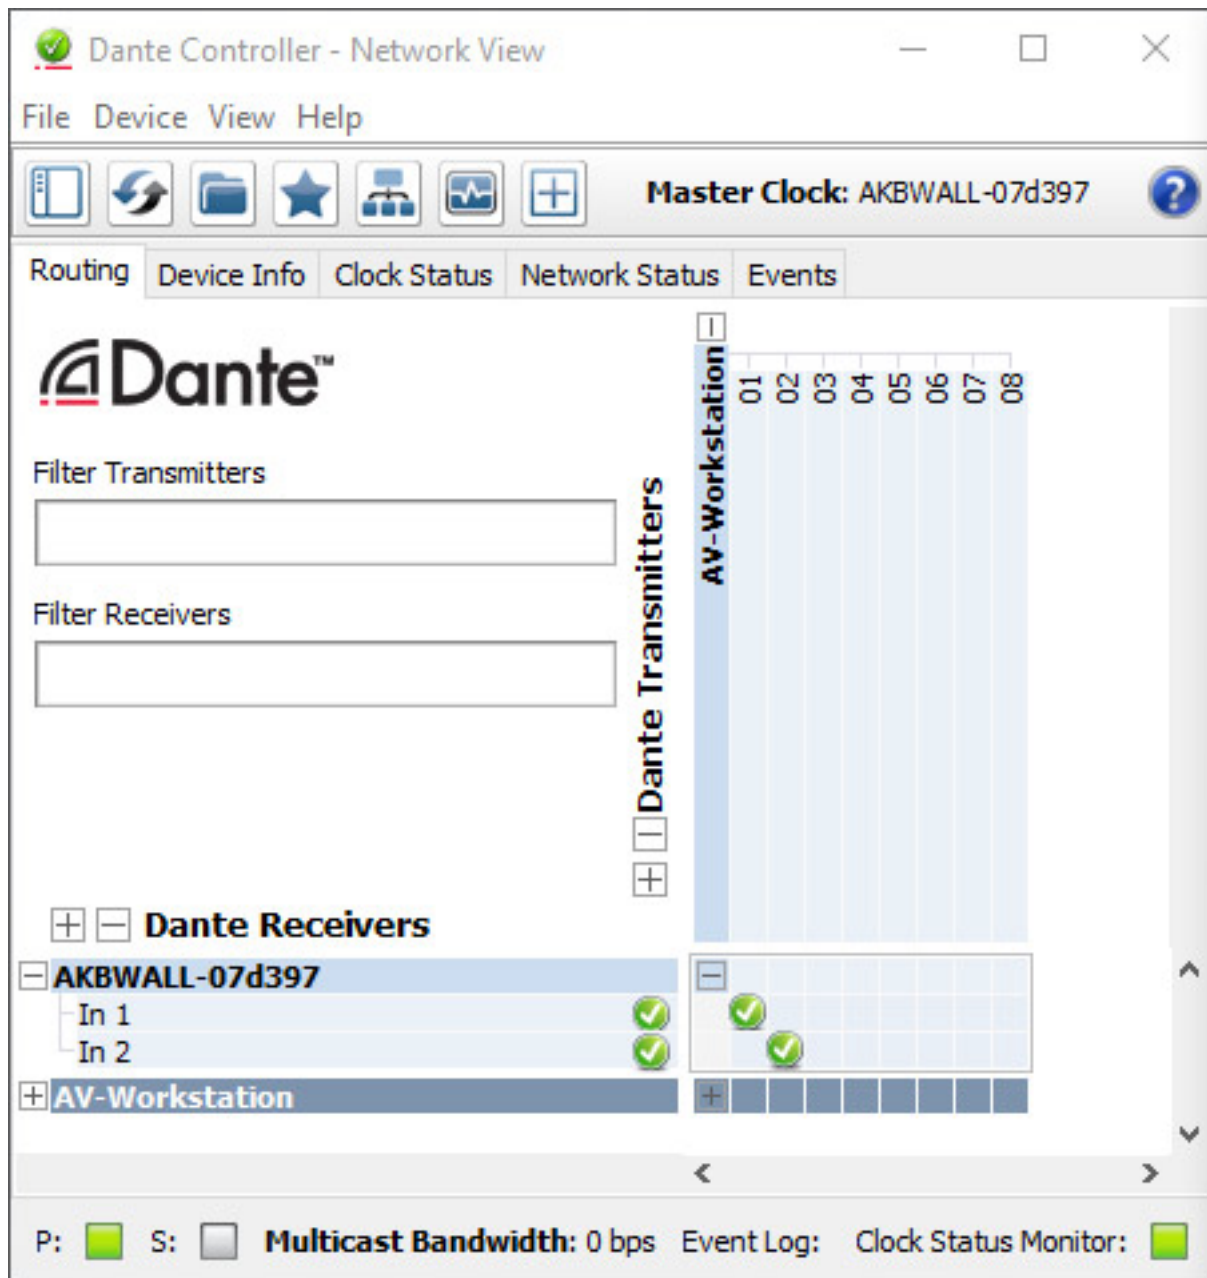 Dante Controller - Network View
File Device View Help
Master Clock: AKBWALL-07d397 ?
Routing Device Info Clock Status Network Status Events
Dante™
Filter Transmitters
Filter Receivers
Dante Transmitters
AV-Workstation
01 02 03 04 05 06 07 08
Dante Receivers
AKBWALL-07d397
In 1
In 2
AV-Workstation
P: S: Multicast Bandwidth: 0 bps Event Log: Clock Status Monitor: